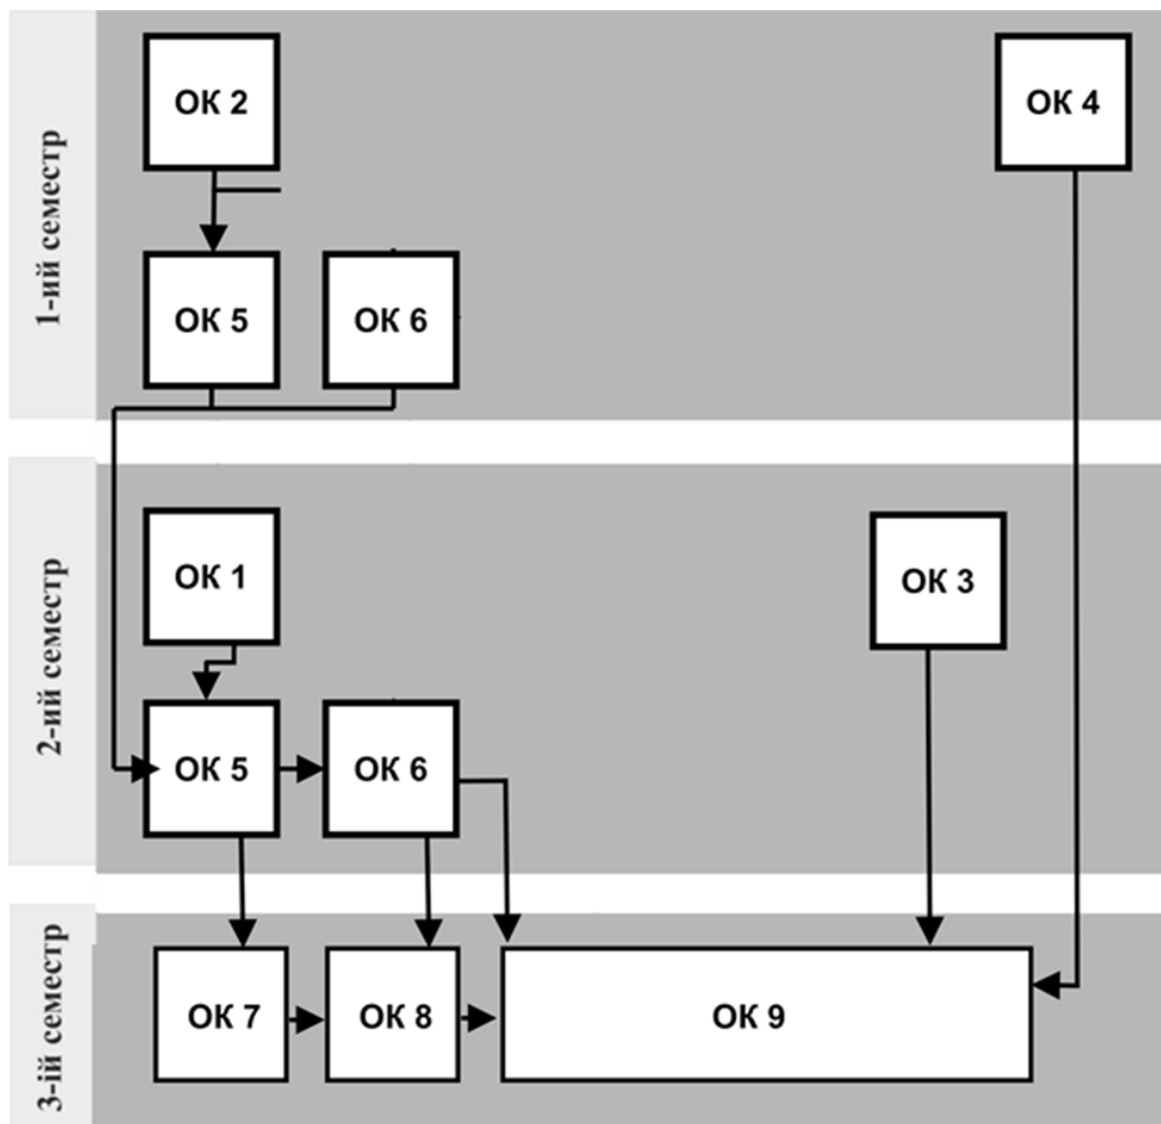 1-ий семестр
ОК 2
ОК 4
ОК 5
ОК 6
2-ий семестр
ОК 1
ОК 3
ОК 5
ОК 6
3-ій семестр
ОК 7
ОК 8
ОК 9